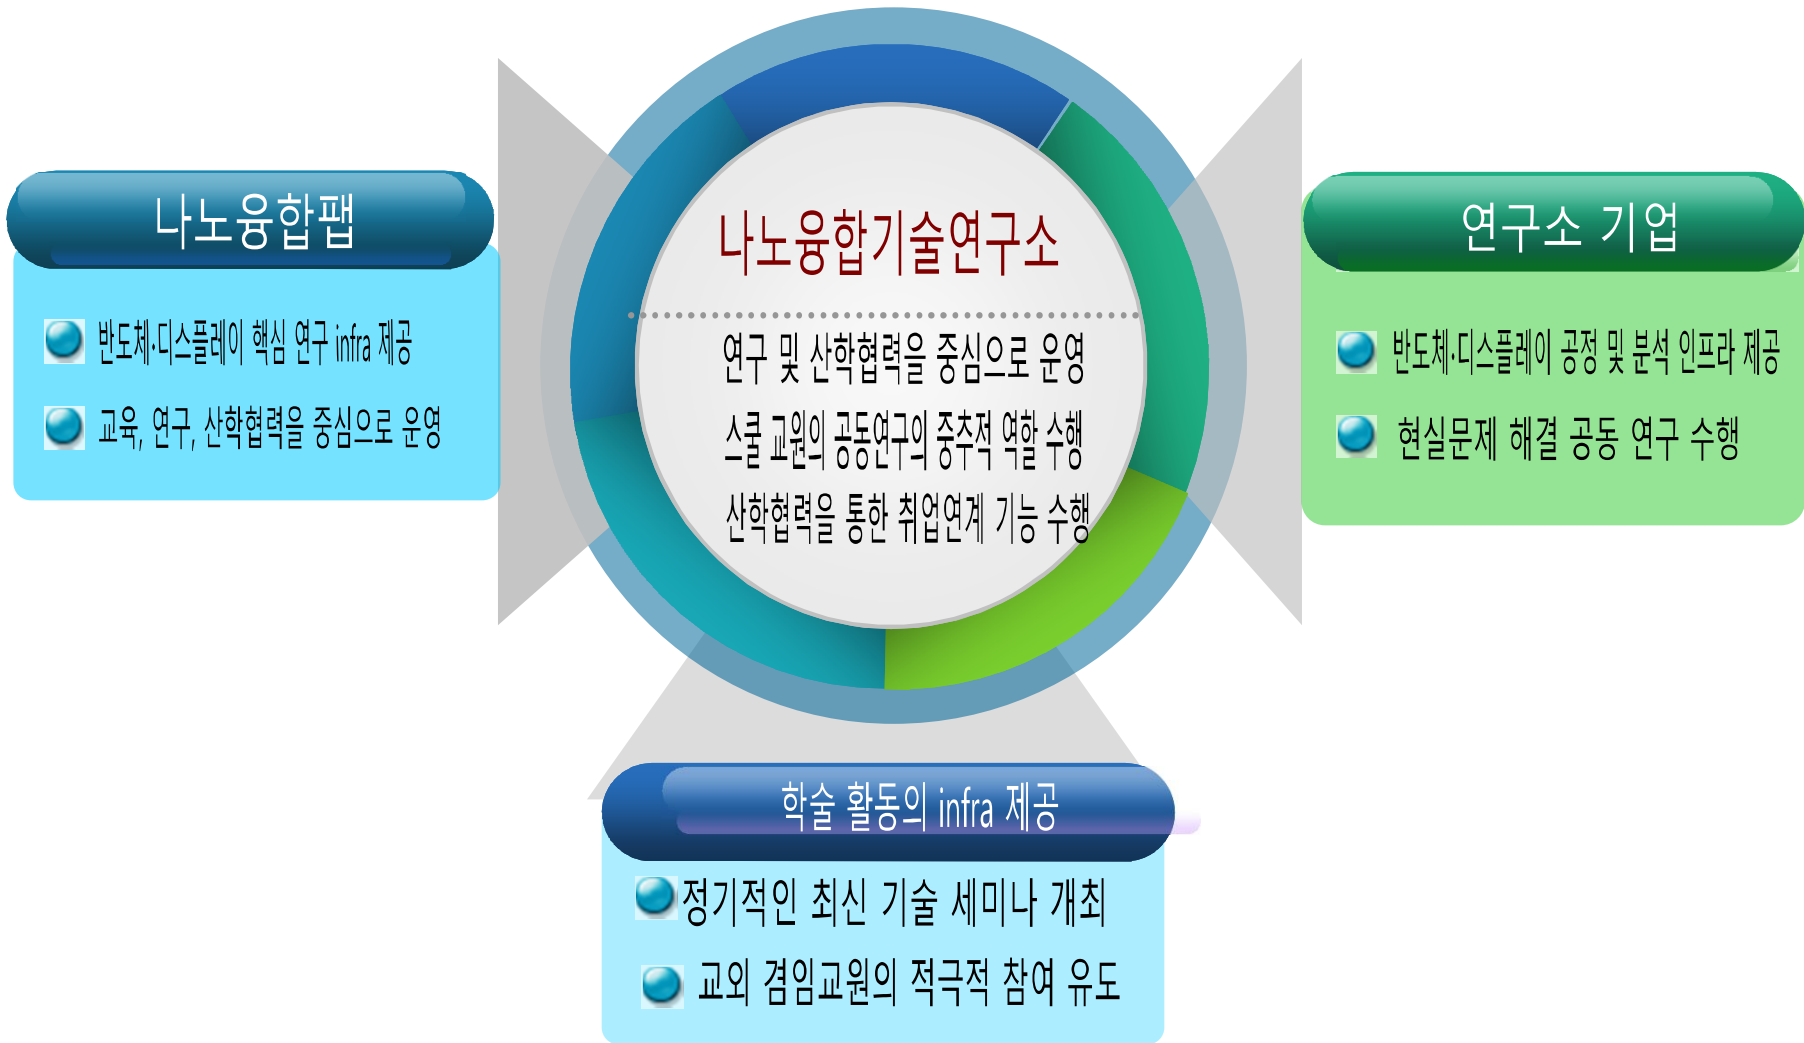 나노융합팹
반도체·디스플레이 핵심 연구 infra 제공
교육, 연구, 산학협력을 중심으로 운영
나노융합기술연구소
연구 및 산학협력을 중심으로 운영
스쿨 교원의 공동연구의 중추적 역할 수행
산학협력을 통한 취업연계 기능 수행
연구소 기업
반도체·디스플레이 공정 및 분석 인프라 제공
현실문제 해결 공동 연구 수행
학술 활동의 infra 제공
정기적인 최신 기술 세미나 개최
교외 겸임교원의 적극적 참여 유도